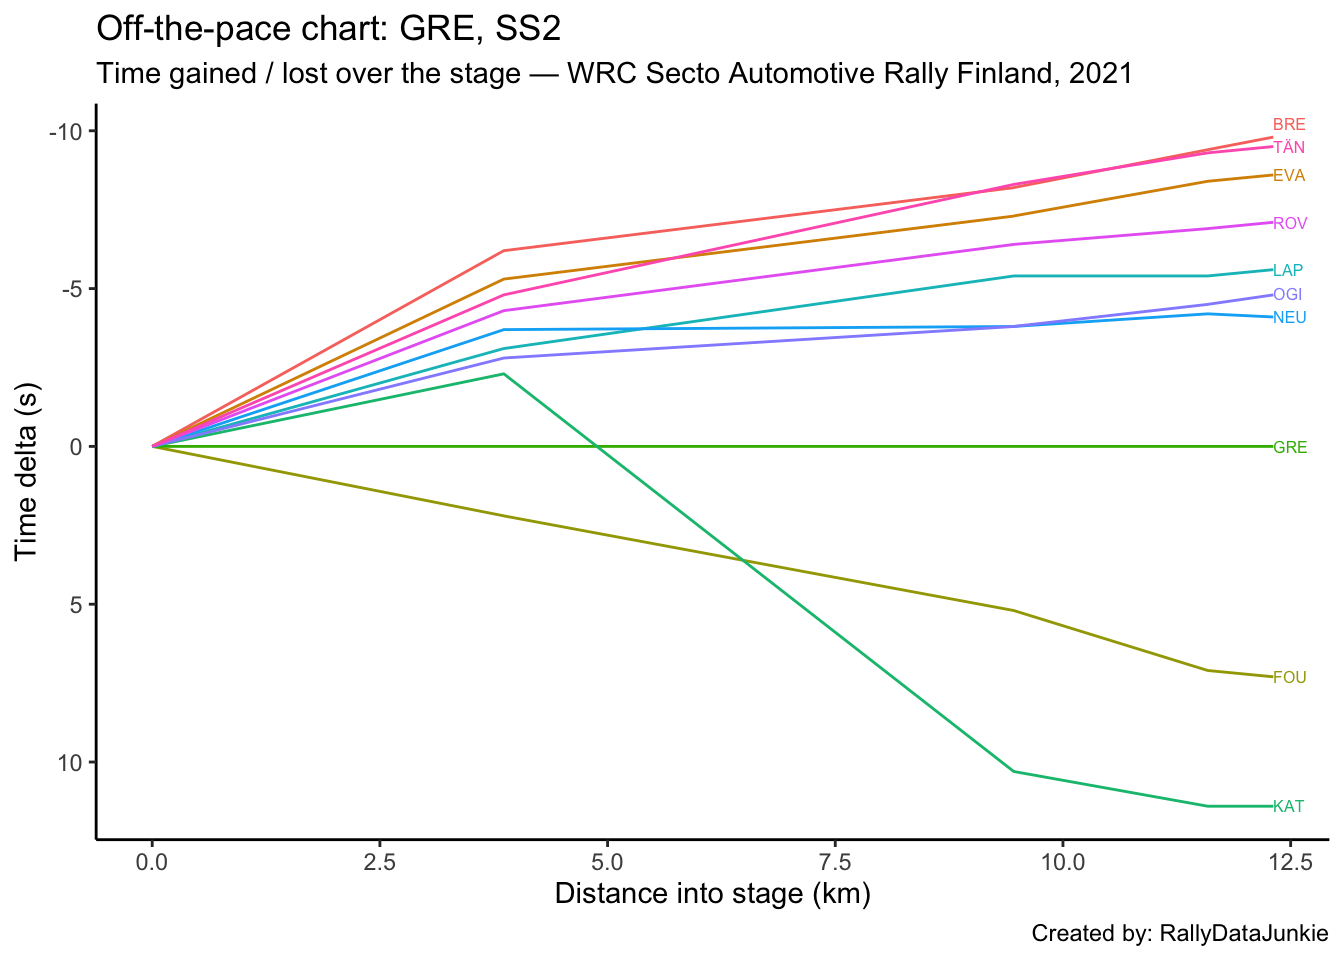 Off-the-pace chart: GRE, SS2
Time gained / lost over the stage — WRC Secto Automotive Rally Finland, 2021
-10
-5
0
5
10
Time delta (s)
BRE
TÄN
EVA
ROV
LAP
OGI
NEU
GRE
FOU
KAT
0.0 2.5 5.0 7.5 10.0 12.5
Distance into stage (km)
Created by: RallyDataJunkie